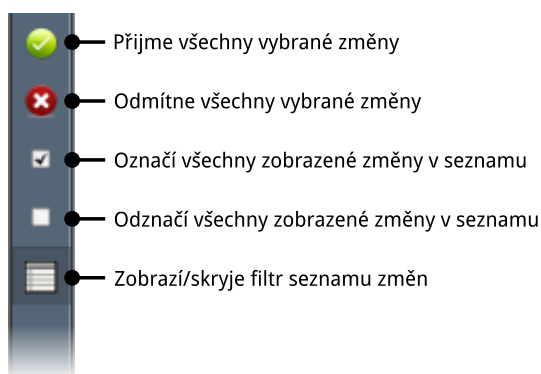 Přijme všechny vybrané změny
Odmítne všechny vybrané změny
Označí všechny zobrazené změny v seznamu
Odznačí všechny zobrazené změny v seznamu
Zobrazí/skryje filtr seznamu změn